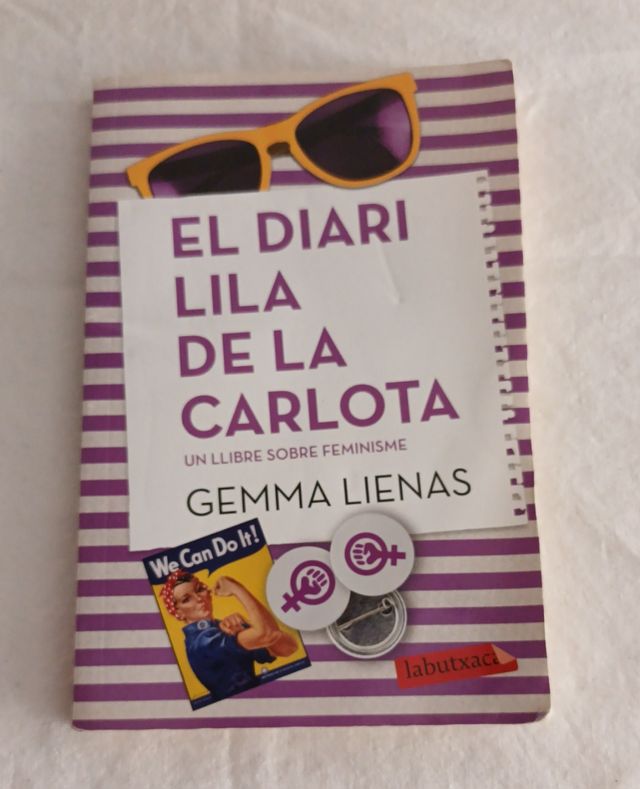 EL DIARI
LILA
DE LA
CARLOTA
UN LLIBRE SOBRE FEMINISME
GEMMA LIENAS
We Can Do It!
labutxaca